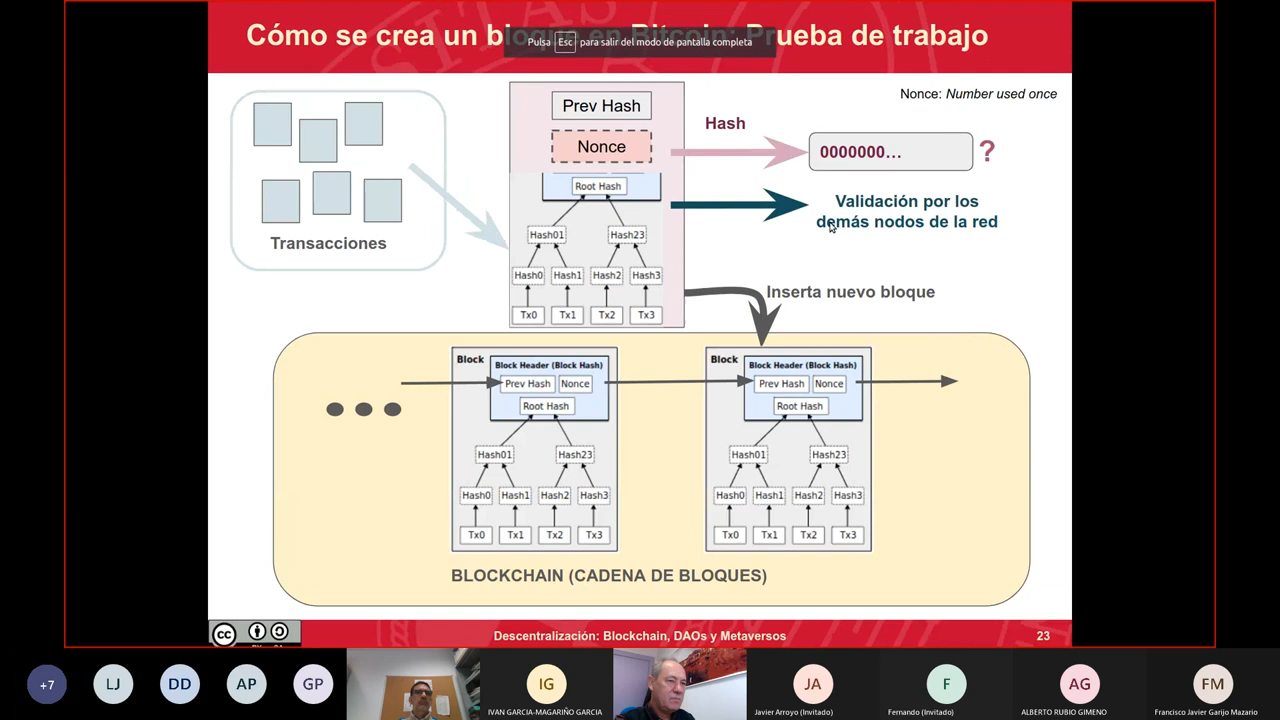 Cómo se crea un bloque en Bitcoin: Prueba de trabajo
Pulsa Esc para salir del modo de pantalla completa
Nonce: Number used once
Transacciones
Prev Hash
Nonce
Root Hash
Hash01 Hash23
Hash0 Hash1 Hash2 Hash3
Tx0 Tx1 Tx2 Tx3
Hash
0000000... ?
Validación por los
demás nodos de la red
Inserta nuevo bloque
Block
Block Header (Block Hash)
Prev Hash Nonce
Root Hash
Hash01 Hash23
Hash0 Hash1 Hash2 Hash3
Tx0 Tx1 Tx2 Tx3
Block
Block Header (Block Hash)
Prev Hash Nonce
Root Hash
Hash01 Hash23
Hash0 Hash1 Hash2 Hash3
Tx0 Tx1 Tx2 Tx3
BLOCKCHAIN (CADENA DE BLOQUES)
cc
Descentralización: Blockchain, DAOs y Metaversos
23
+7
LJ
DD
AP
GP
IG
IVAN GARCIA-MAGARIÑO GARCIA
JA
Javier Arroyo (Invitado)
F
Fernando (Invitado)
AG
ALBERTO RUBIO GIMENO
FM
Francisco Javier Garijo Mazario